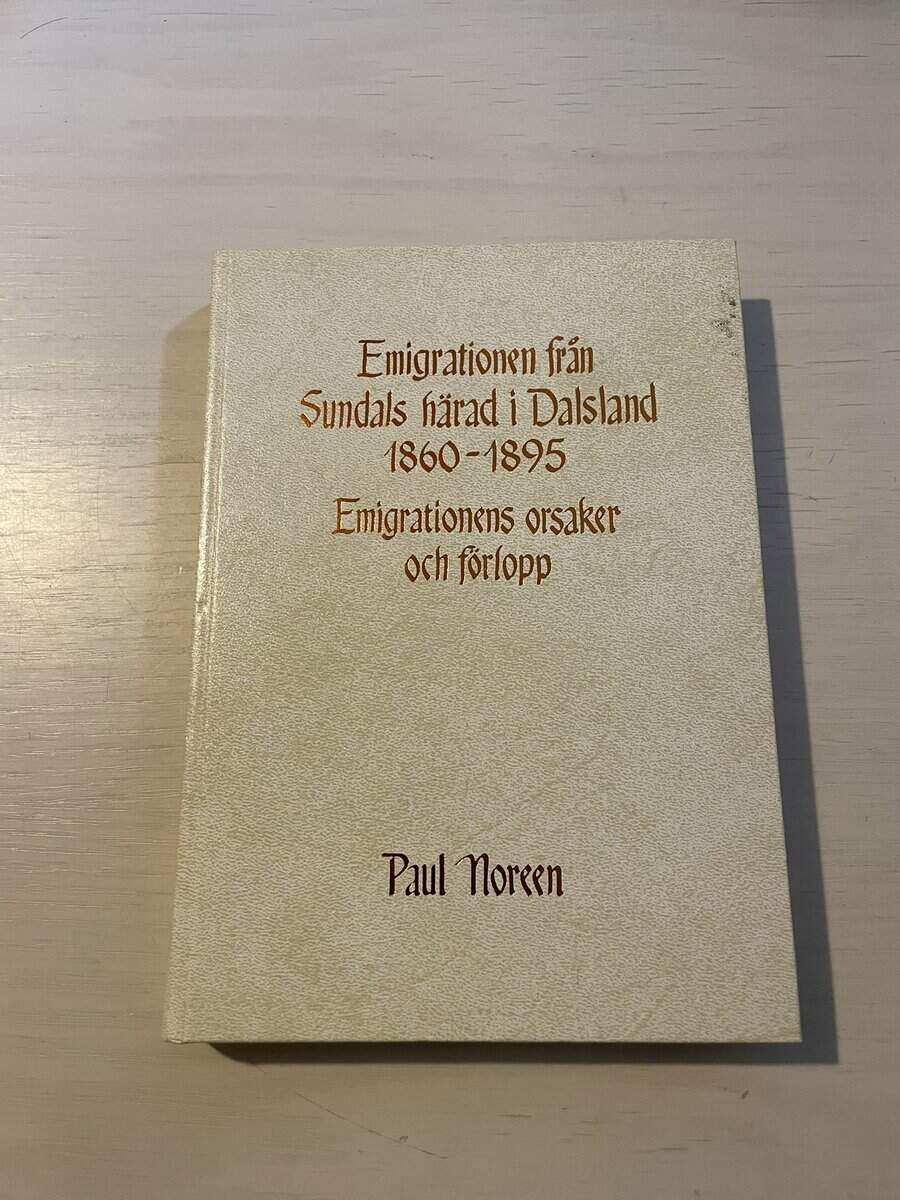 Emigrationen från
Sundals härad i Dalsland
1860-1895
Emigrationens orsaker
och förlopp
Paul Noreen